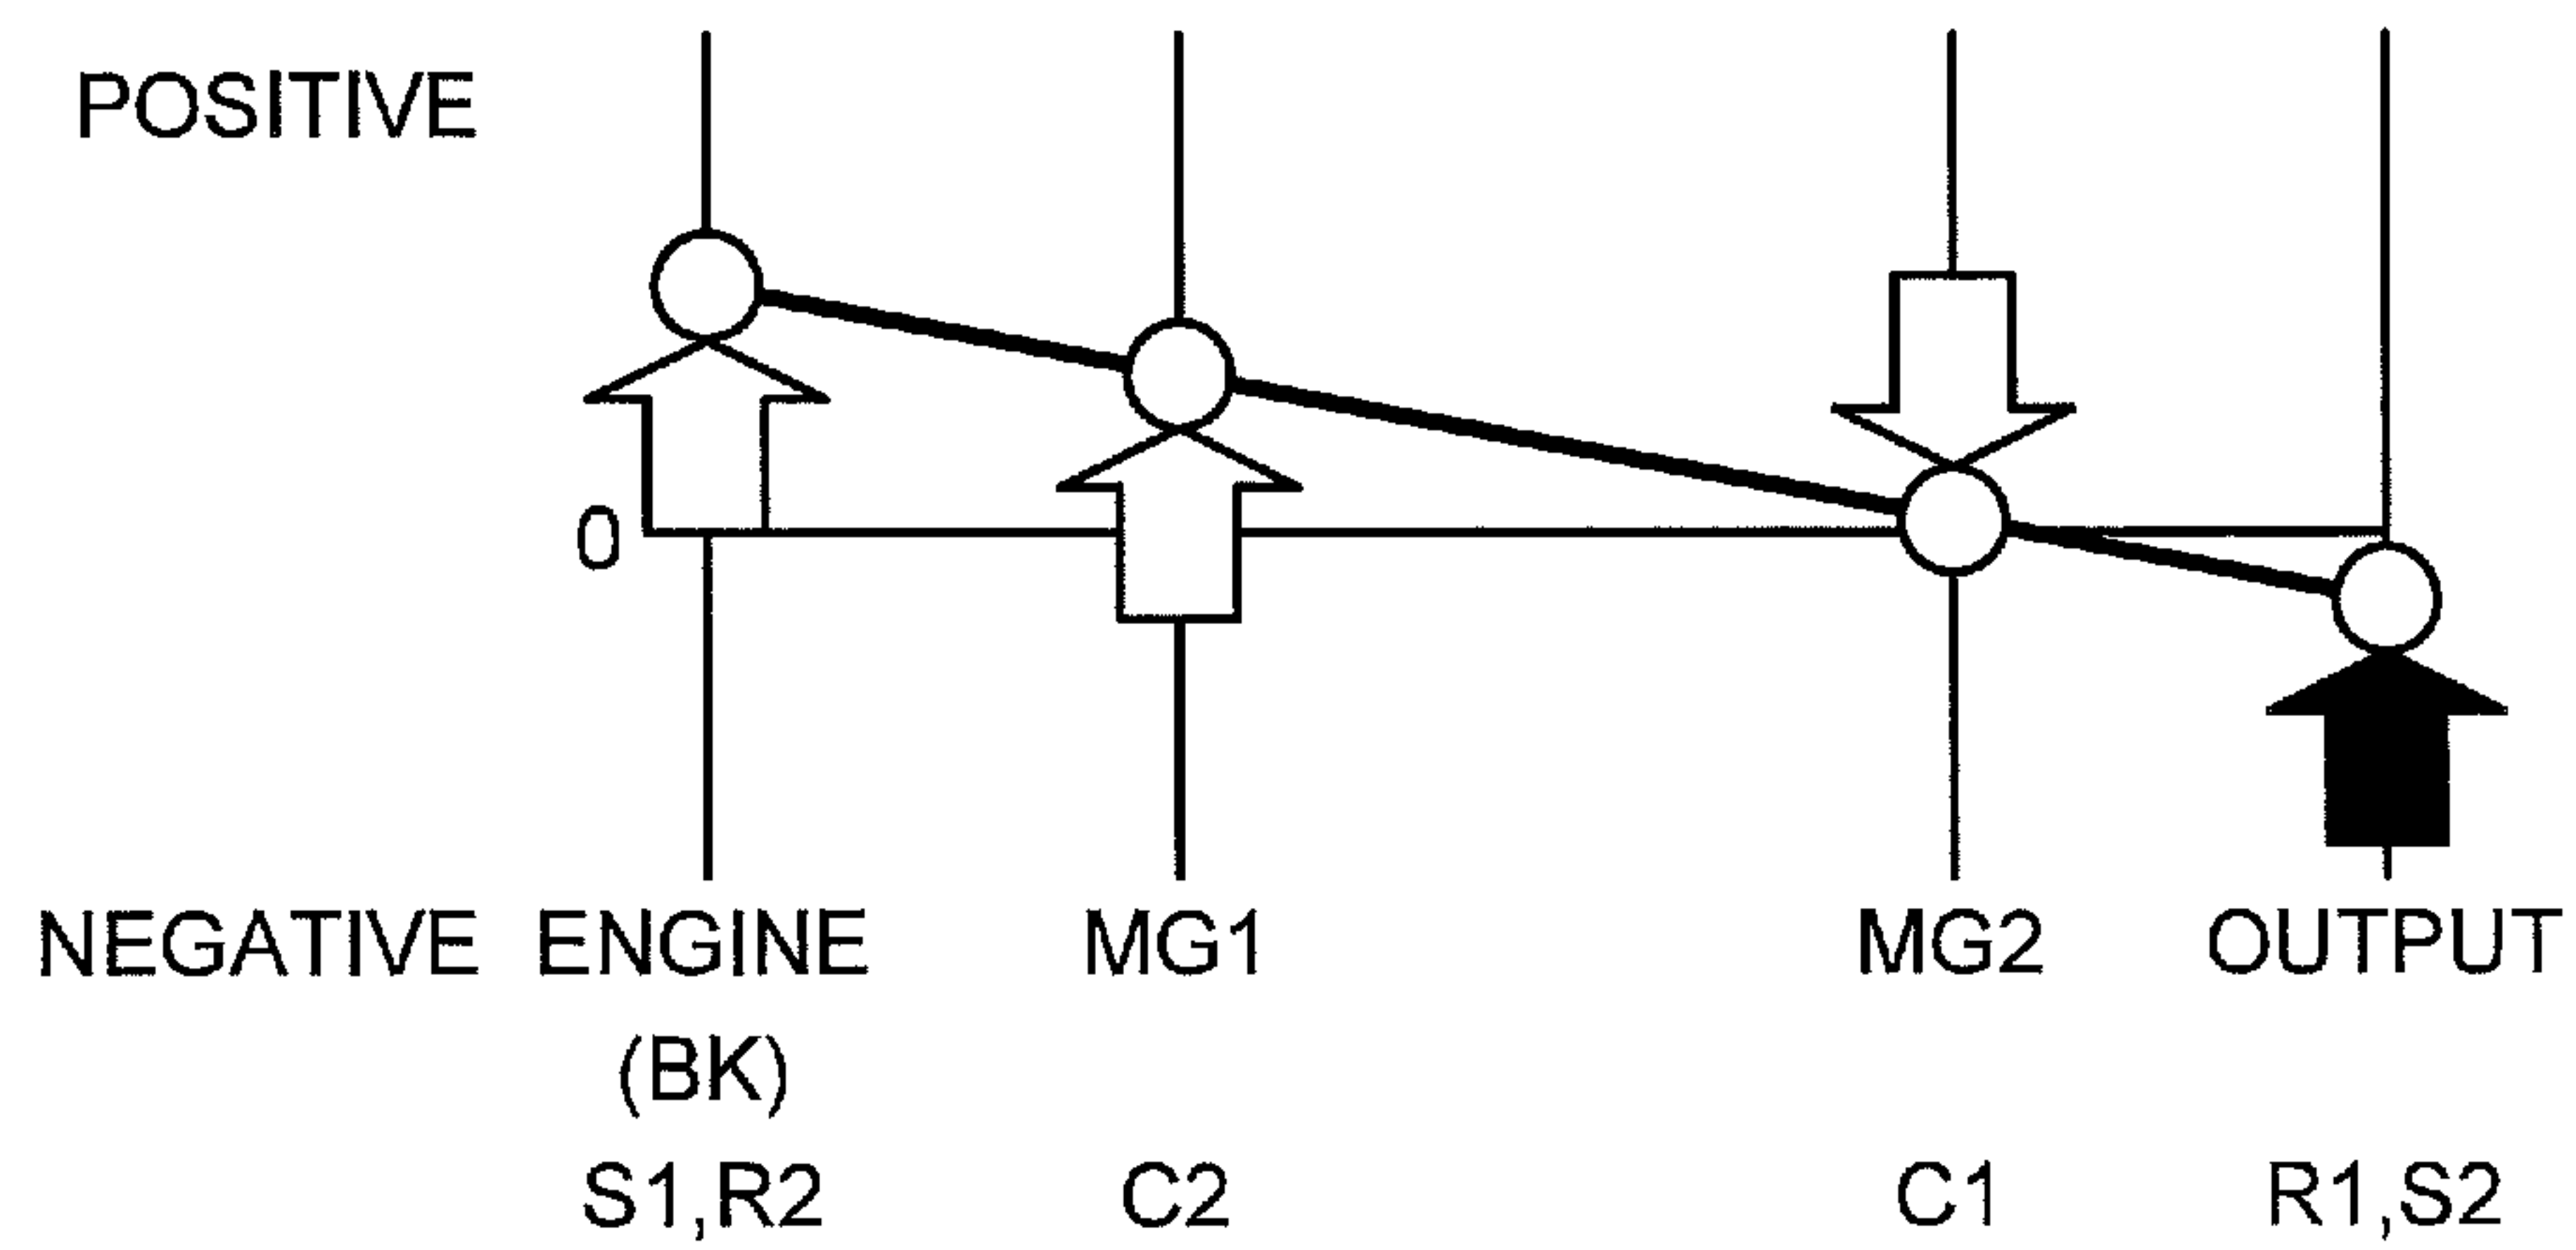 POSITIVE
0
NEGATIVE ENGINE MG1 MG2 OUTPUT
(BK)
S1,R2 C2 C1 R1,S2